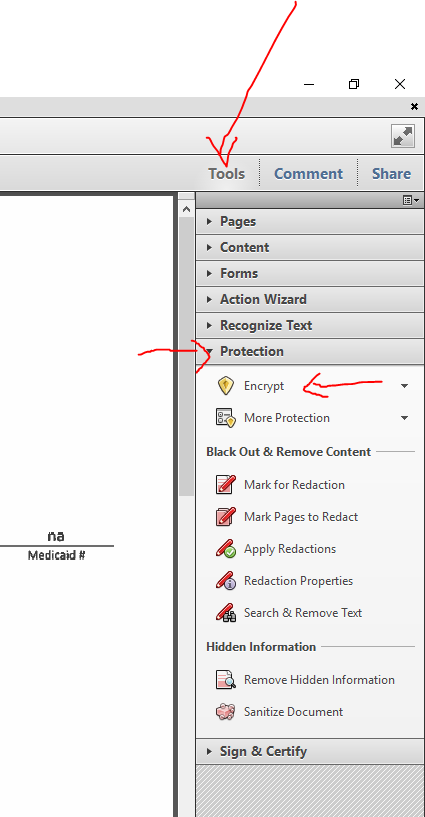 Tools Comment Share
Pages
Content
Forms
Action Wizard
Recognize Text
Protection
Encrypt
More Protection
Black Out & Remove Content
Mark for Redaction
Mark Pages to Redact
Apply Redactions
Redaction Properties
Search & Remove Text
Hidden Information
Remove Hidden Information
Sanitize Document
Sign & Certify
na
Medicaid #